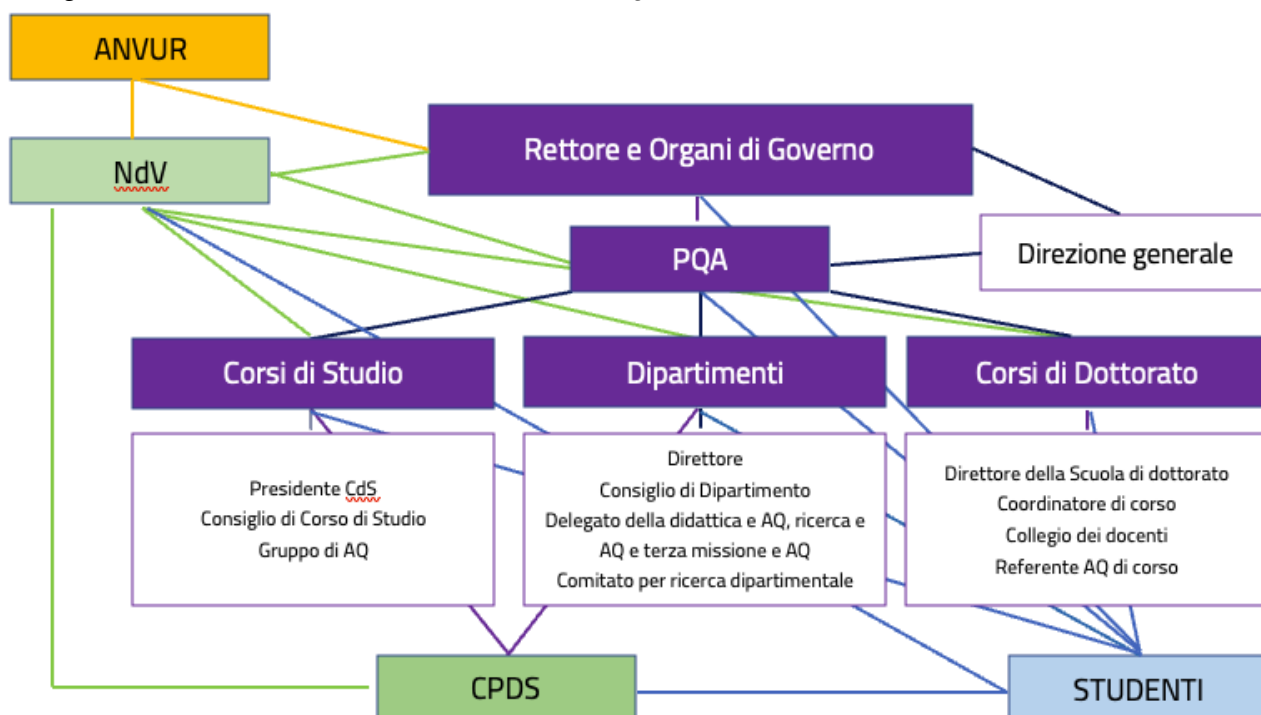 ANVUR
Rettore e Organi di Governo
NdV
Direzione generale
PQA
Corsi di Studio
Dipartimenti
Corsi di Dottorato
Presidente CdS
Consiglio di Corso di Studio
Gruppo di AQ
Direttore
Consiglio di Dipartimento
Delegato della didattica e AQ, ricerca e
AQ e terza missione e AQ
Comitato per ricerca dipartimentale
Direttore della Scuola di dottorato
Coordinatore di corso
Collegio dei docenti
Referente AQ di corso
CPDS
STUDENTI